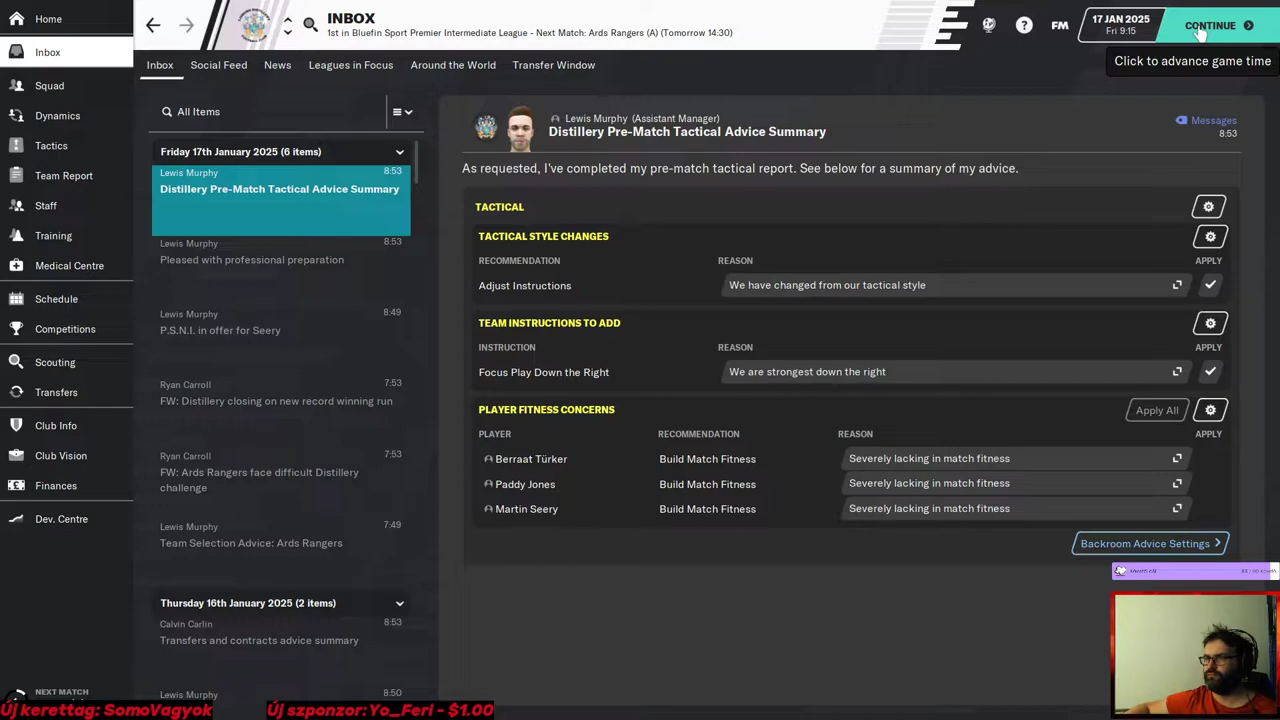 Home
Inbox
Squad
Dynamics
Tactics
Team Report
Staff
Training
Medical Centre
Schedule
Competitions
Scouting
Transfers
Club Info
Club Vision
Finances
Dev. Centre
NEXT MATCH
INBOX
1st in Bluefin Sport Premier Intermediate League - Next Match: Ards Rangers (A) (Tomorrow 14:30)
FM
17 JAN 2025
Fri 9:15
CONTINUE
Click to advance game time
Inbox
Social Feed
News
Leagues in Focus
Around the World
Transfer Window
All Items
Friday 17th January 2025 (6 items)
Lewis Murphy 8:53
Distillery Pre-Match Tactical Advice Summary
Lewis Murphy 8:53
Pleased with professional preparation
Lewis Murphy 8:49
P.S.N.I. in offer for Seery
Ryan Carroll 7:53
FW: Distillery closing on new record winning run
Ryan Carroll 7:53
FW: Ards Rangers face difficult Distillery
challenge
Lewis Murphy 7:49
Team Selection Advice: Ards Rangers
Thursday 16th January 2025 (2 items)
Calvin Carlin 8:53
Transfers and contracts advice summary
Lewis Murphy 8:50
Lewis Murphy (Assistant Manager)
Distillery Pre-Match Tactical Advice Summary
Messages
8:53
As requested, I've completed my pre-match tactical report. See below for a summary of my advice.
TACTICAL
TACTICAL STYLE CHANGES
RECOMMENDATION REASON APPLY
Adjust Instructions We have changed from our tactical style
TEAM INSTRUCTIONS TO ADD
INSTRUCTION REASON APPLY
Focus Play Down the Right We are strongest down the right
PLAYER FITNESS CONCERNS Apply All
PLAYER RECOMMENDATION REASON APPLY
Berraat Türker Build Match Fitness Severely lacking in match fitness
Paddy Jones Build Match Fitness Severely lacking in match fitness
Martin Seery Build Match Fitness Severely lacking in match fitness
Backroom Advice Settings
Új kerettag: SomoVagyok
Új szponzor: Yo_Feri - $1.00